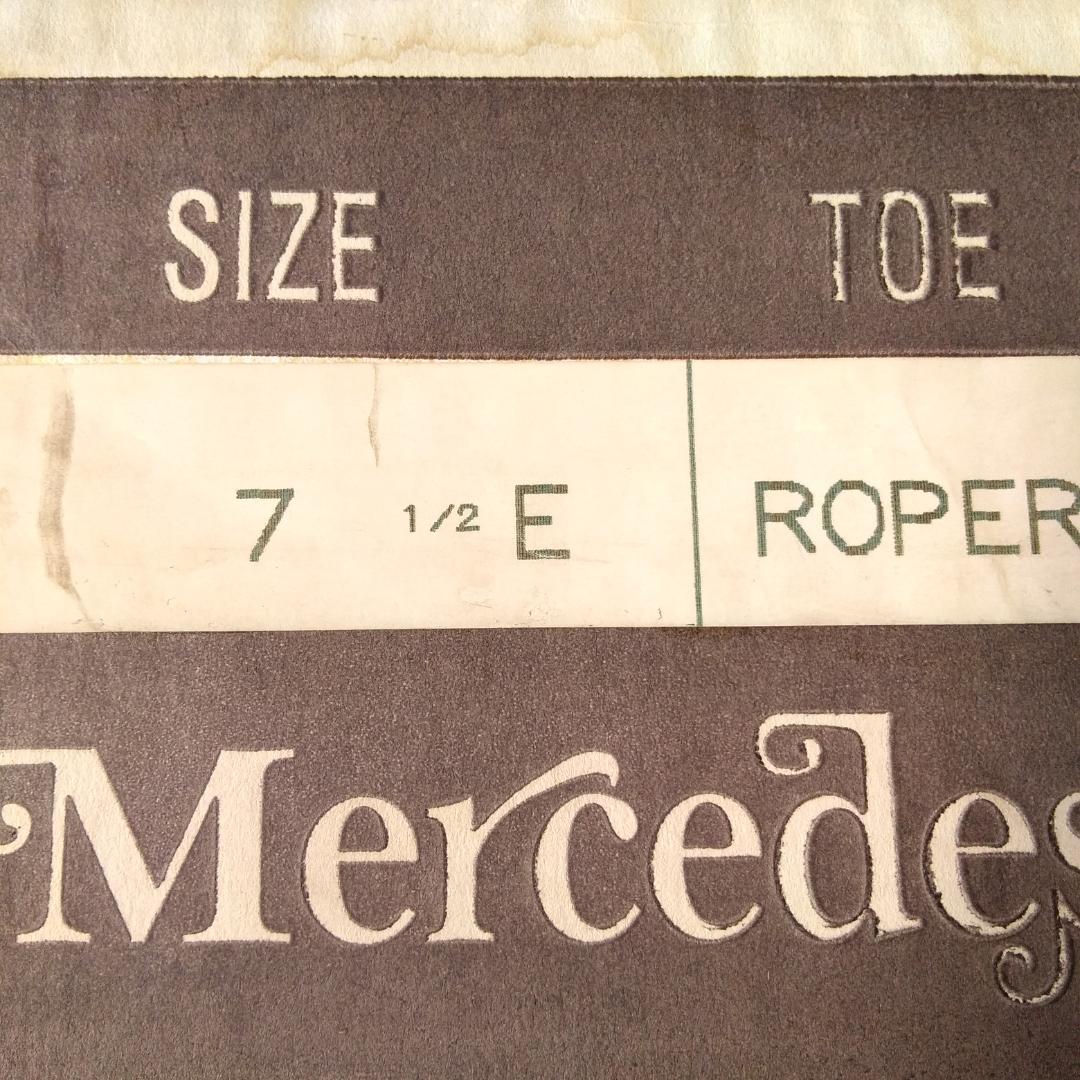 SIZE TOE
7 1/2 E ROPER
Mercedes